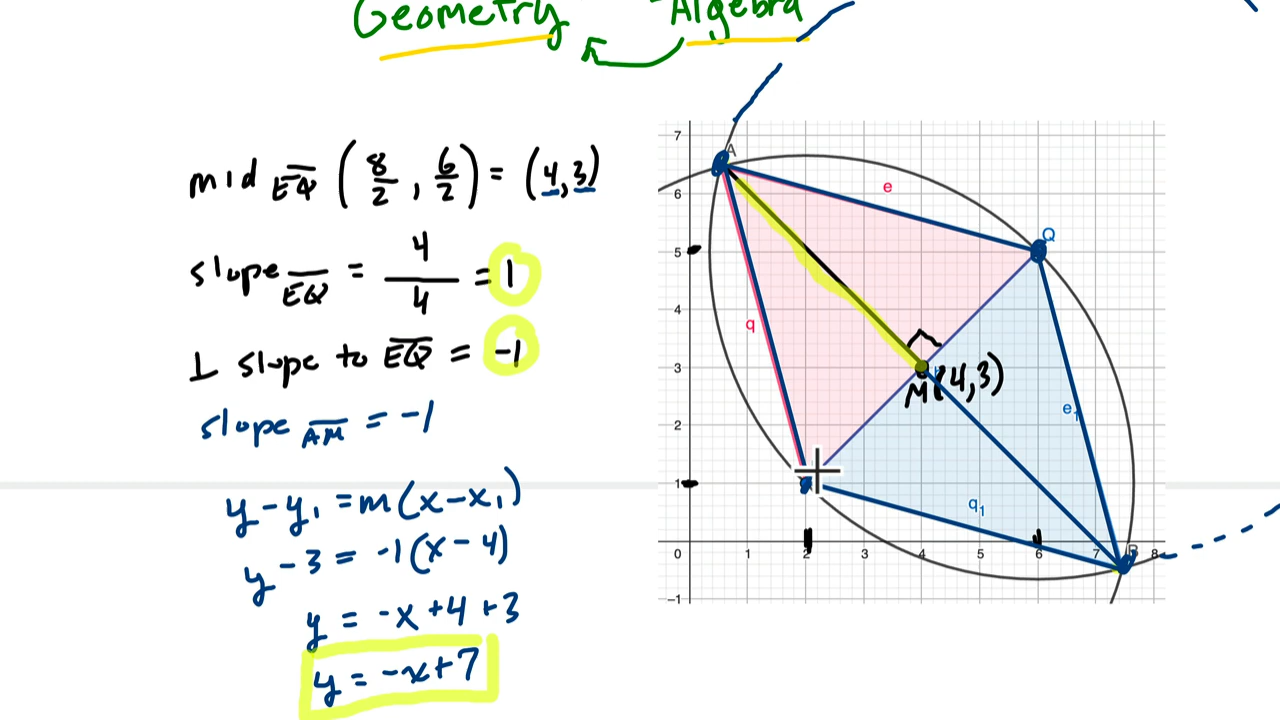 Geometry Algebra
mid EQ (8/2, 6/2) = (4,3)
slope EQ = 4/4 = 1
⊥ slope to EQ = -1
slope AM = -1
y-y₁ = m(x-x₁)
y-3 = -1(x-4)
y = -x+4+3
y = -x+7
7
A
6
e
Q
5
4
q
3
M(4,3)
2
e₁
1
q₁
0 1 2 3 4 5 6 7 8
-1